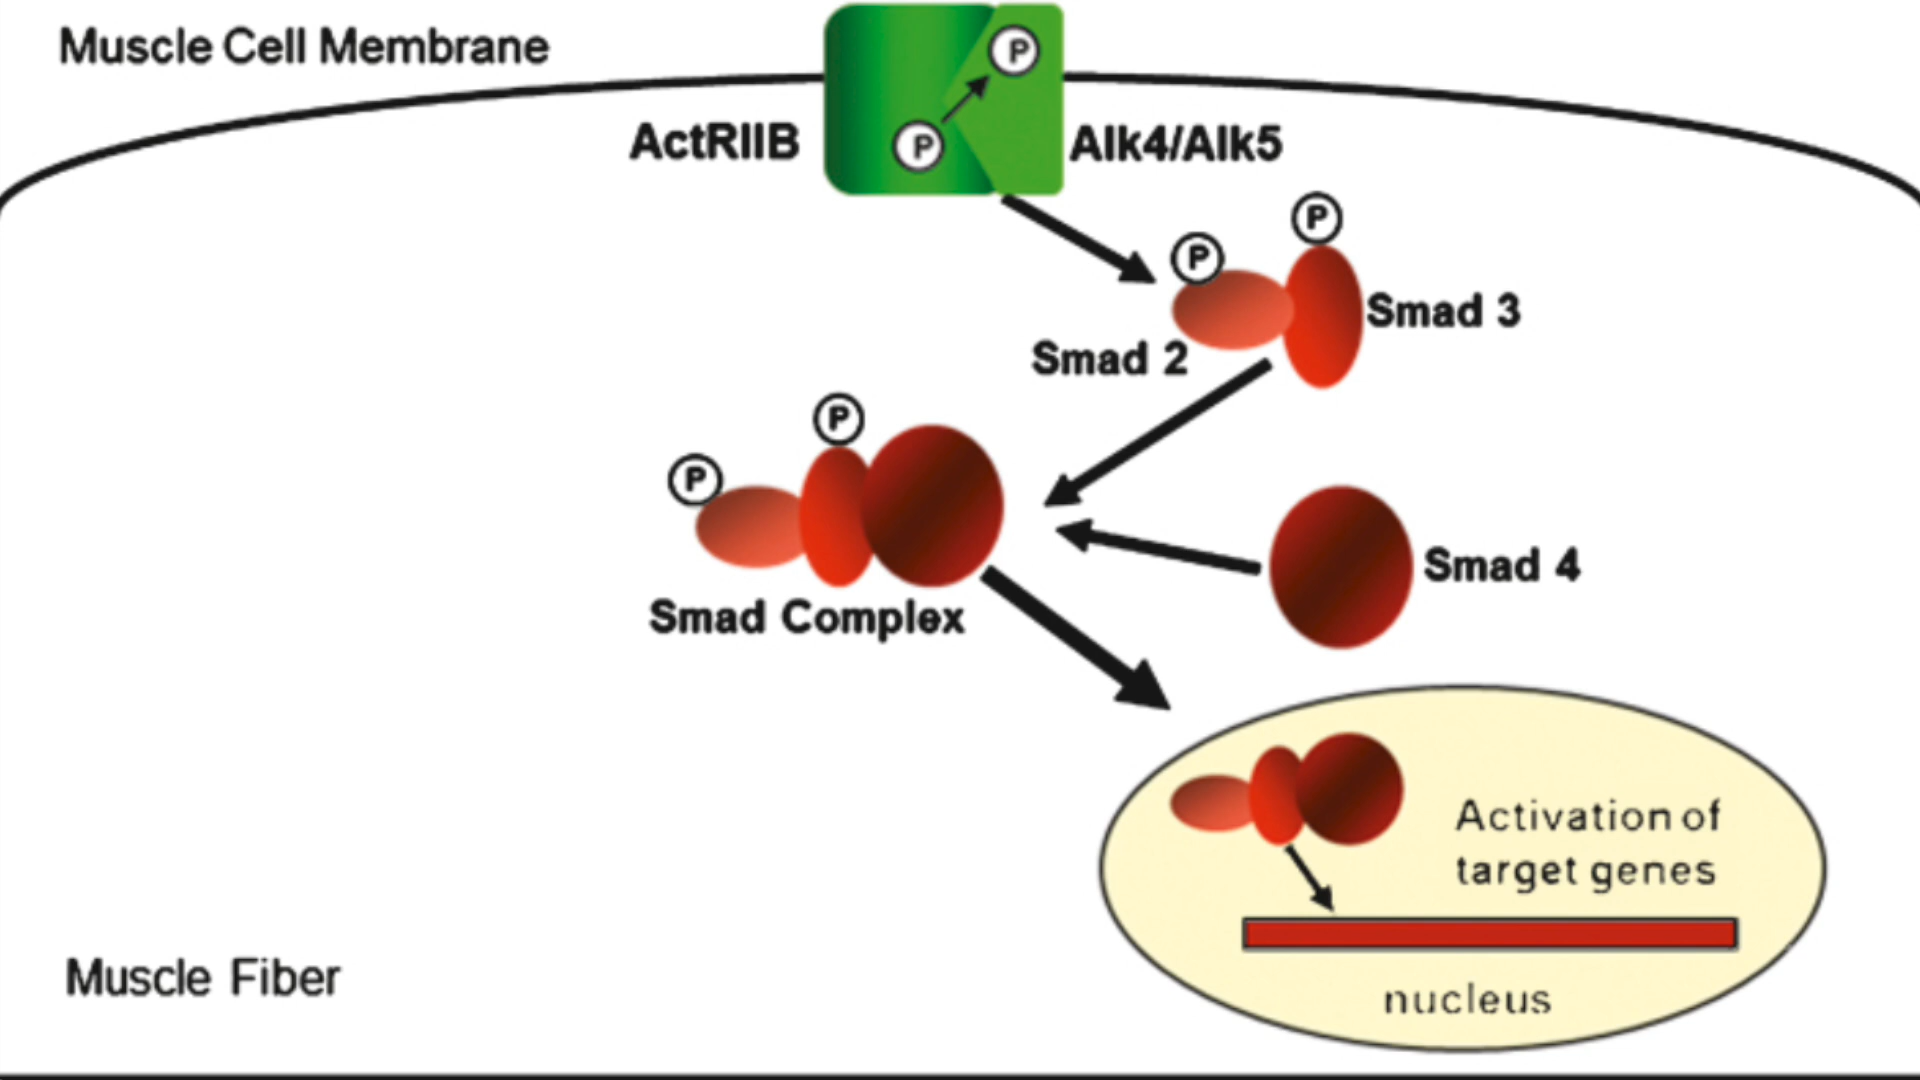 Muscle Cell Membrane
P
P
ActRIIB
Alk4/Alk5
P
P
Smad 3
Smad 2
P
P
Smad 4
Smad Complex
Activation of
target genes
Muscle Fiber
nucleus